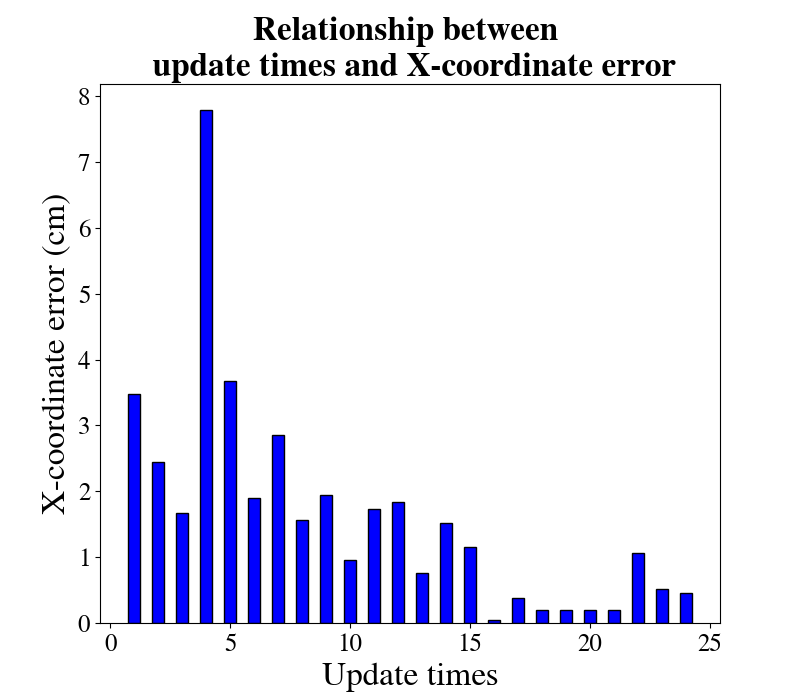 Relationship between
update times and X-coordinate error
X-coordinate error (cm)
8
7
6
5
4
3
2
1
0
0 5 10 15 20 25
Update times